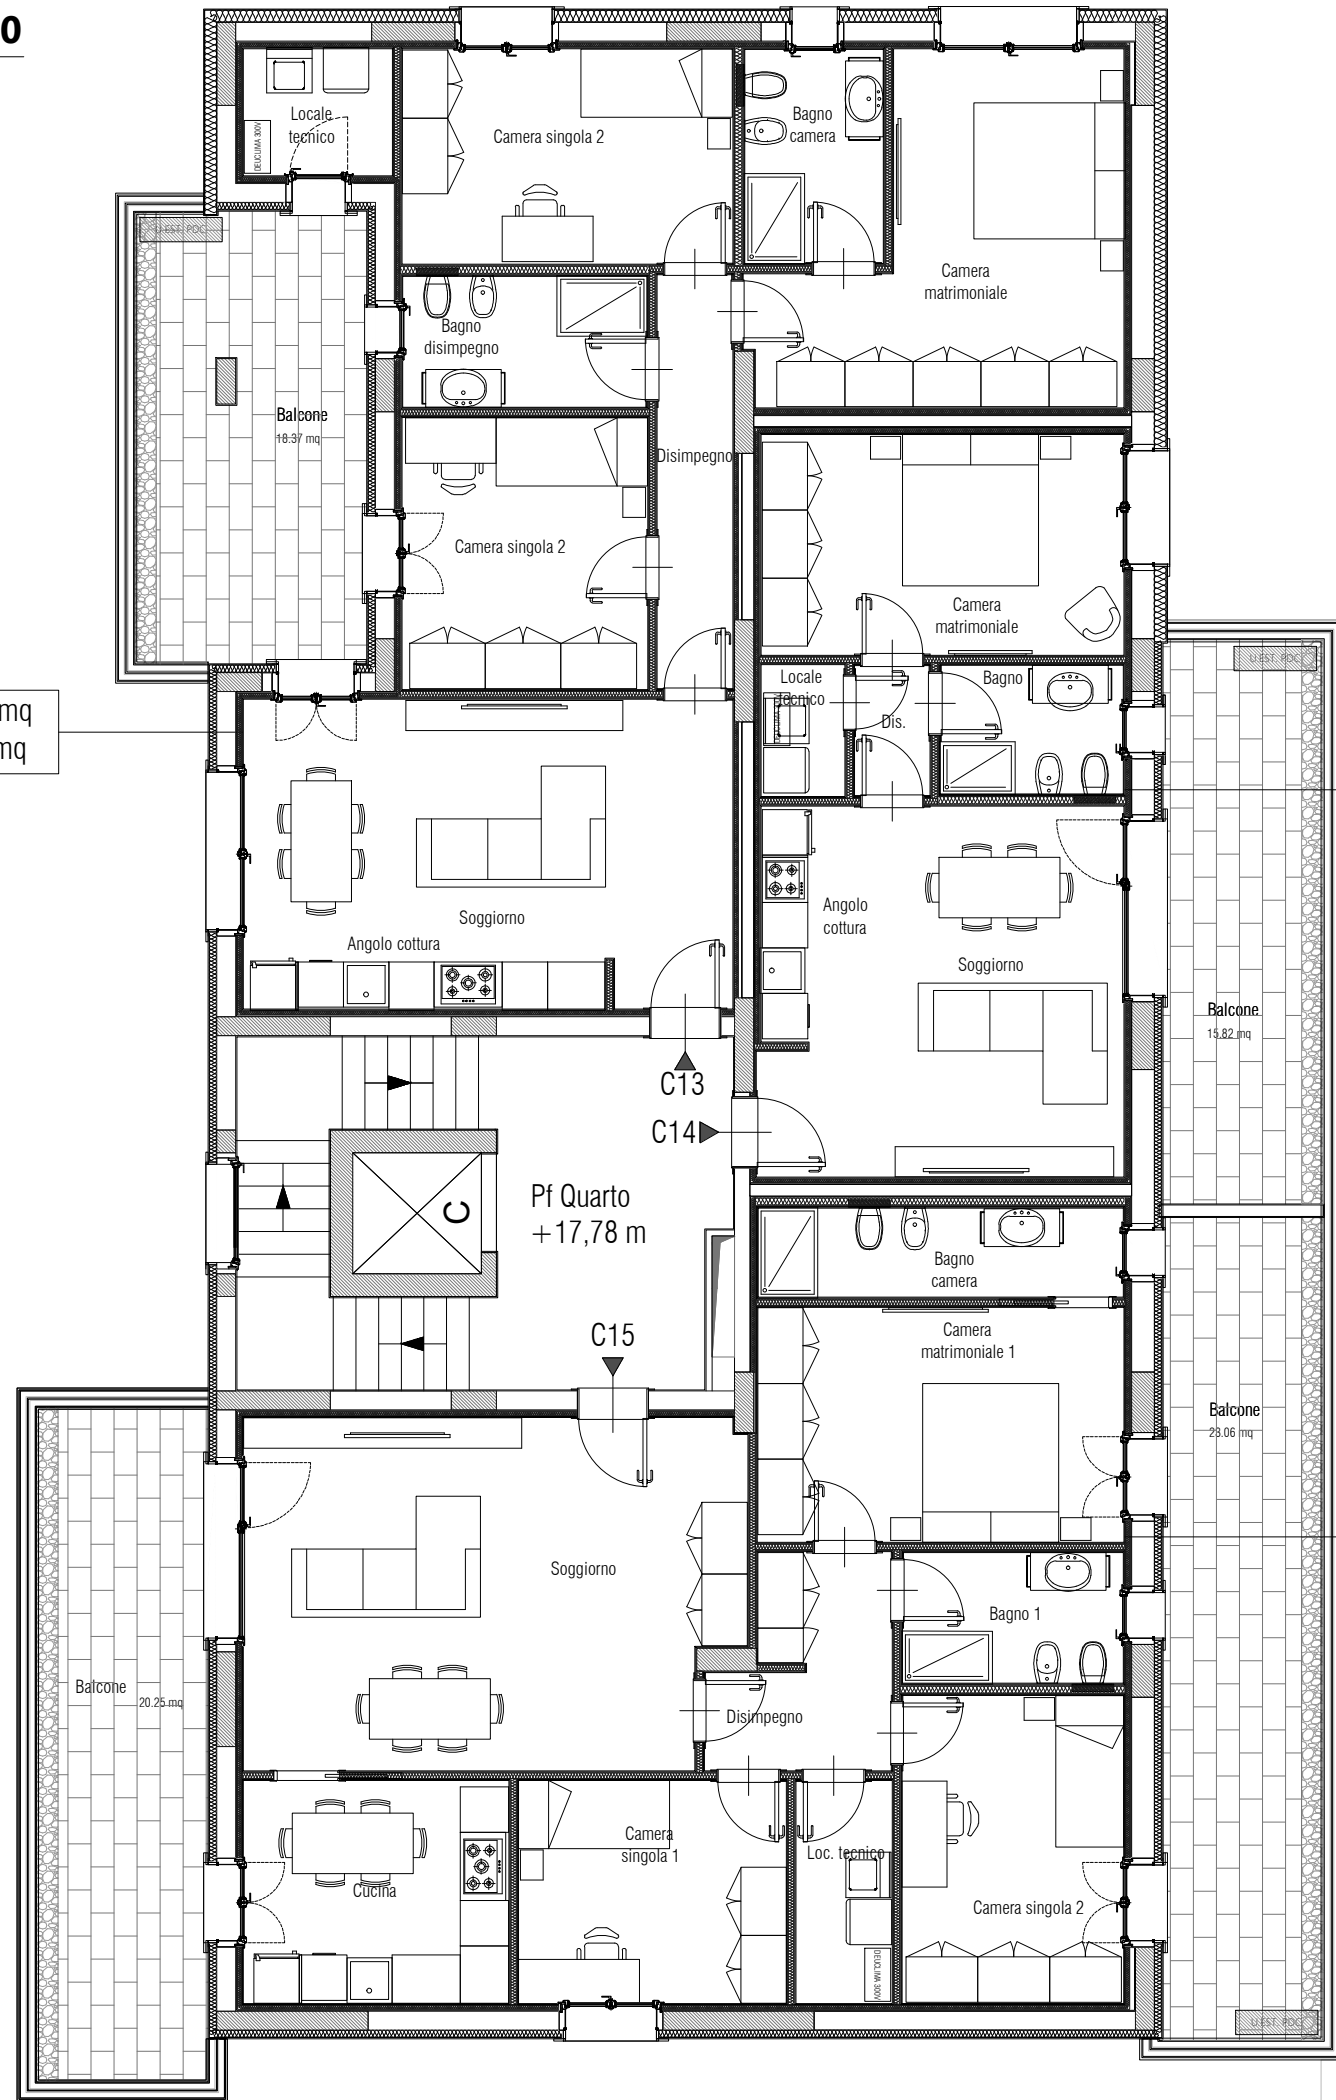 0
Locale
tecnico
DEUCLIMA 300V
Camera singola 2
Bagno
camera
Camera
matrimoniale
U.EST. PDC
Bagno
disimpegno
Balcone
18.37 mq
Disimpegno
Camera singola 2
Camera
matrimoniale
U.EST. PDC
Locale
tecnico
Dis.
Bagno
mq
mq
Soggiorno
Angolo cottura
Angolo
cottura
Soggiorno
Balcone
15.82 mq
C13
C14
Pf Quarto
+17,78 m
C
Bagno
camera
C15
Camera
matrimoniale 1
Balcone
23.06 mq
Soggiorno
Bagno 1
Balcone
20.25 mq
Disimpegno
Camera
singola 1
Loc. tecnico
Cucina
Camera singola 2
DEUCLIMA 300V
U.EST. PDC